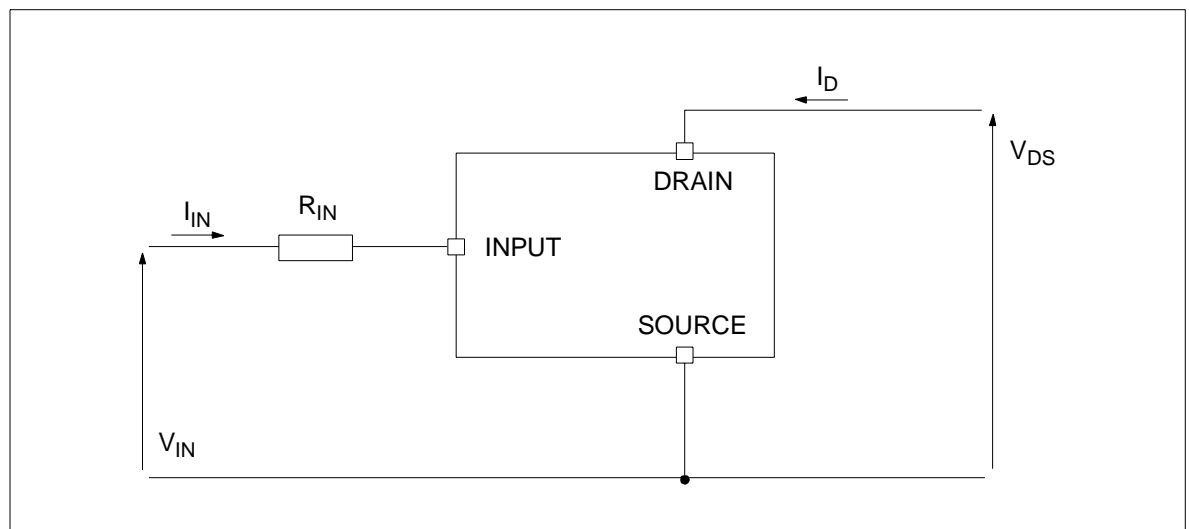 I_D
V_DS
DRAIN
I_IN
R_IN
INPUT
SOURCE
V_IN